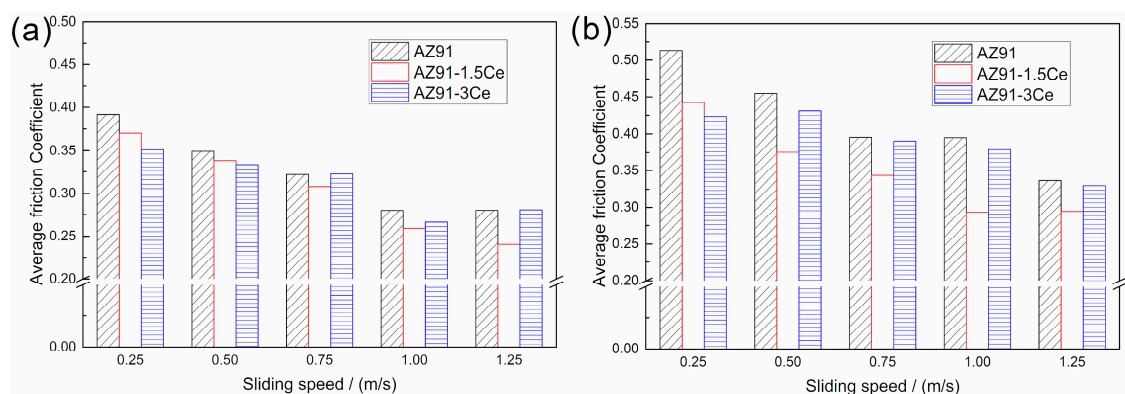 (a)
Average friction Coefficient
0.50
0.45
0.40
0.35
0.30
0.25
0.20
0.00
AZ91
AZ91-1.5Ce
AZ91-3Ce
0.25 0.50 0.75 1.00 1.25
Sliding speed / (m/s)
(b)
Average friction Coefficient
0.55
0.50
0.45
0.40
0.35
0.30
0.25
0.20
0.00
AZ91
AZ91-1.5Ce
AZ91-3Ce
0.25 0.50 0.75 1.00 1.25
Sliding speed / (m/s)